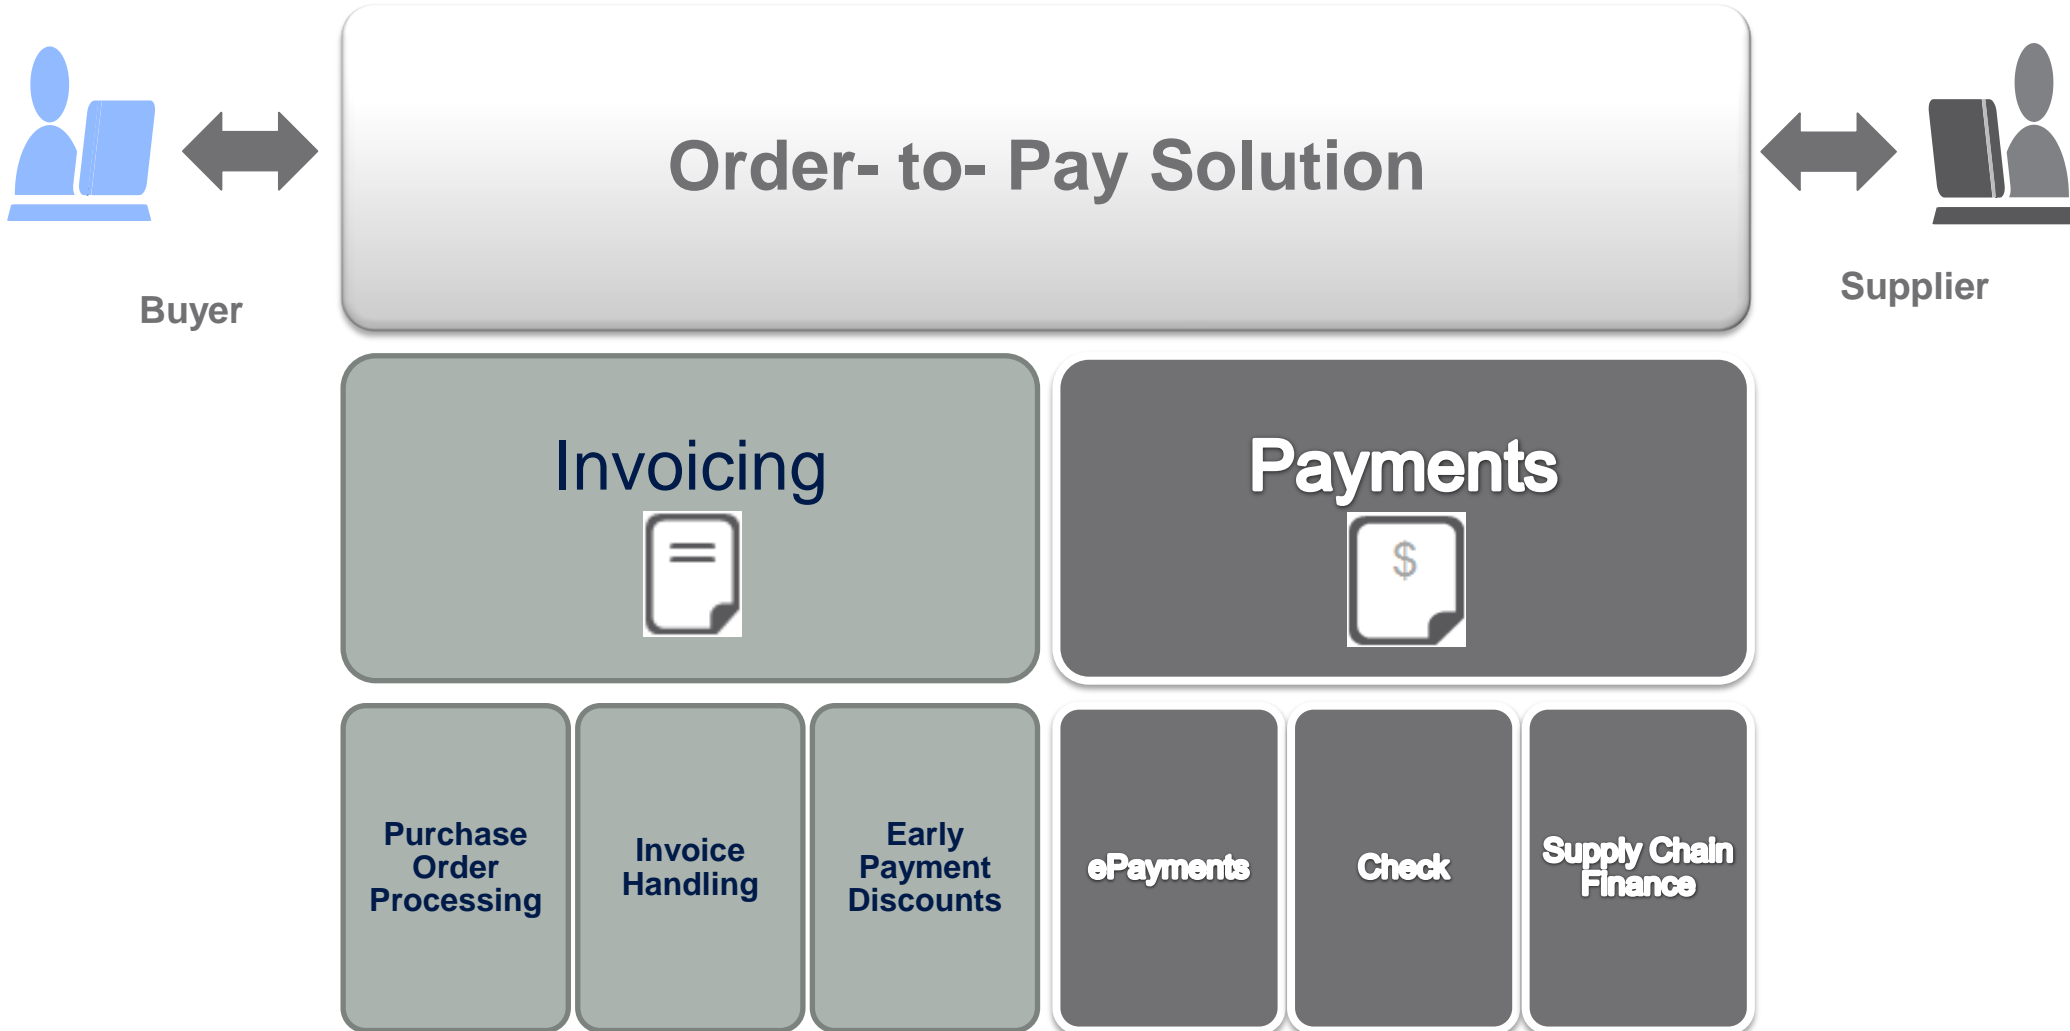 Order- to- Pay Solution
Buyer
Supplier
Invoicing
Payments
$
Purchase
Order
Processing
Invoice
Handling
Early
Payment
Discounts
ePayments
Check
Supply Chain
Finance